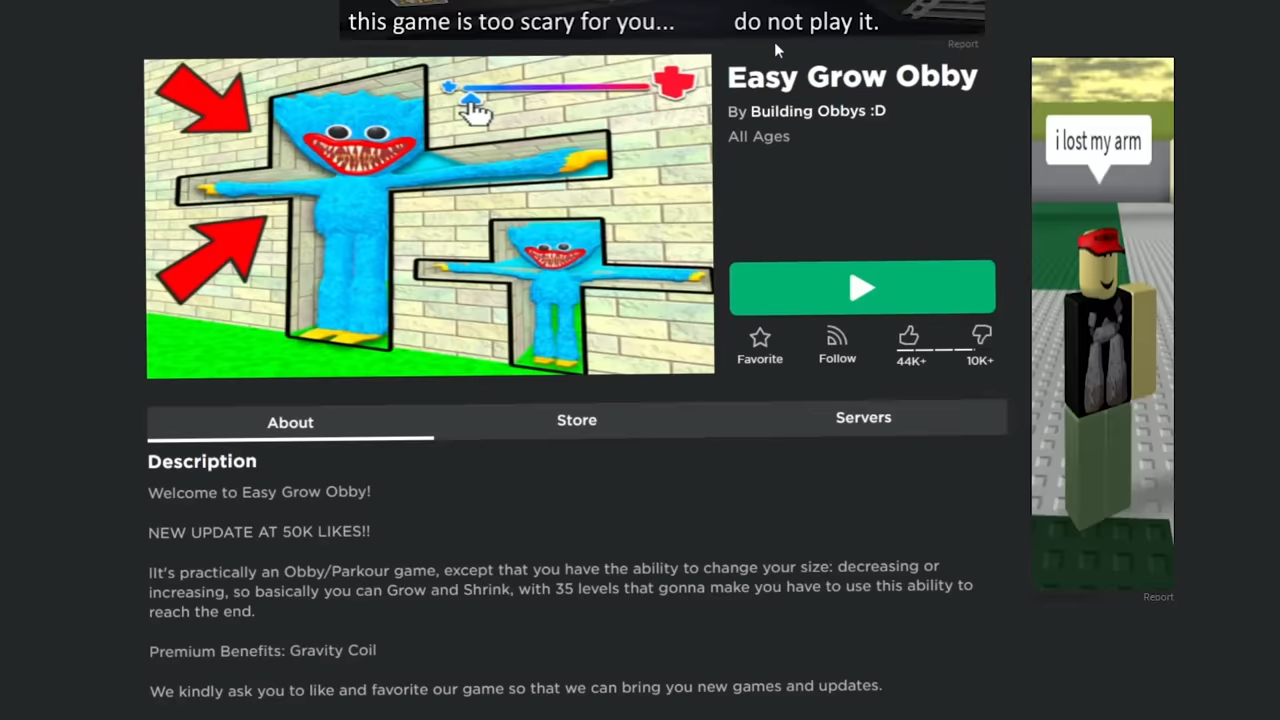 this game is too scary for you... do not play it.
Report
Easy Grow Obby
By Building Obbys :D
All Ages
i lost my arm
Favorite
Follow
44K+
10K+
About
Store
Servers
Description
Welcome to Easy Grow Obby!
NEW UPDATE AT 50K LIKES!!
IIt's practically an Obby/Parkour game, except that you have the ability to change your size: decreasing or
increasing, so basically you can Grow and Shrink, with 35 levels that gonna make you have to use this ability to
reach the end.
Report
Premium Benefits: Gravity Coil
We kindly ask you to like and favorite our game so that we can bring you new games and updates.